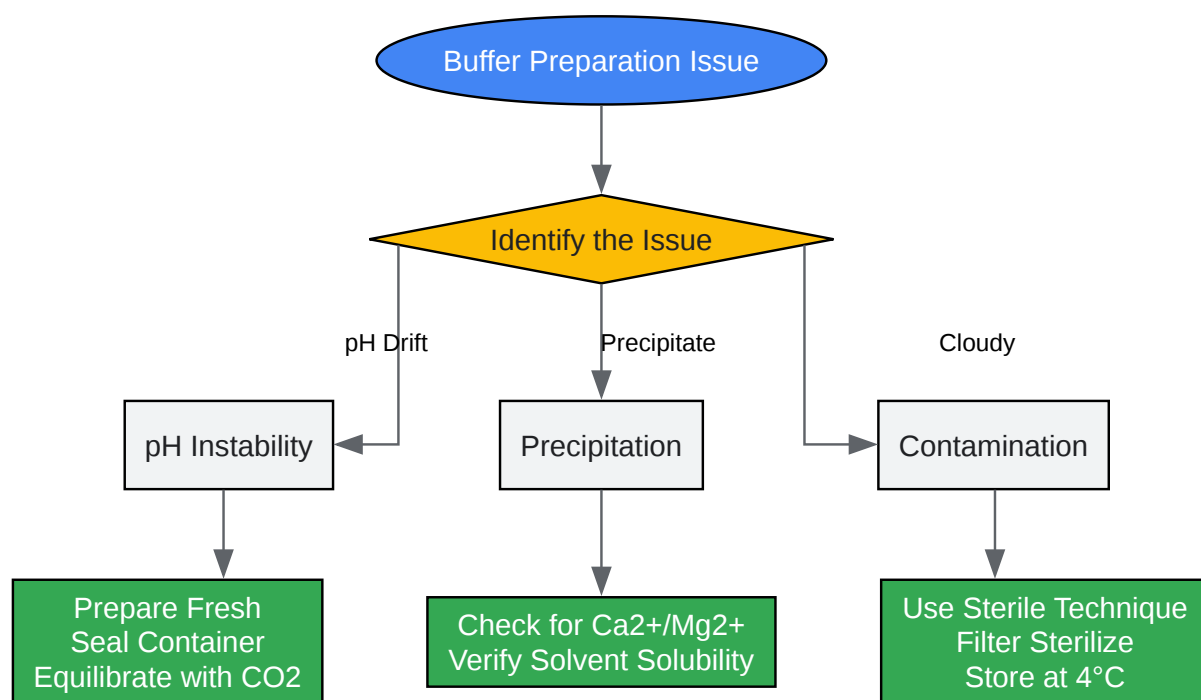 Buffer Preparation Issue
Identify the Issue
pH Drift
Precipitate
Cloudy
pH Instability
Precipitation
Contamination
Prepare Fresh
Seal Container
Equilibrate with CO2
Check for Ca2+/Mg2+
Verify Solvent Solubility
Use Sterile Technique
Filter Sterilize
Store at 4°C